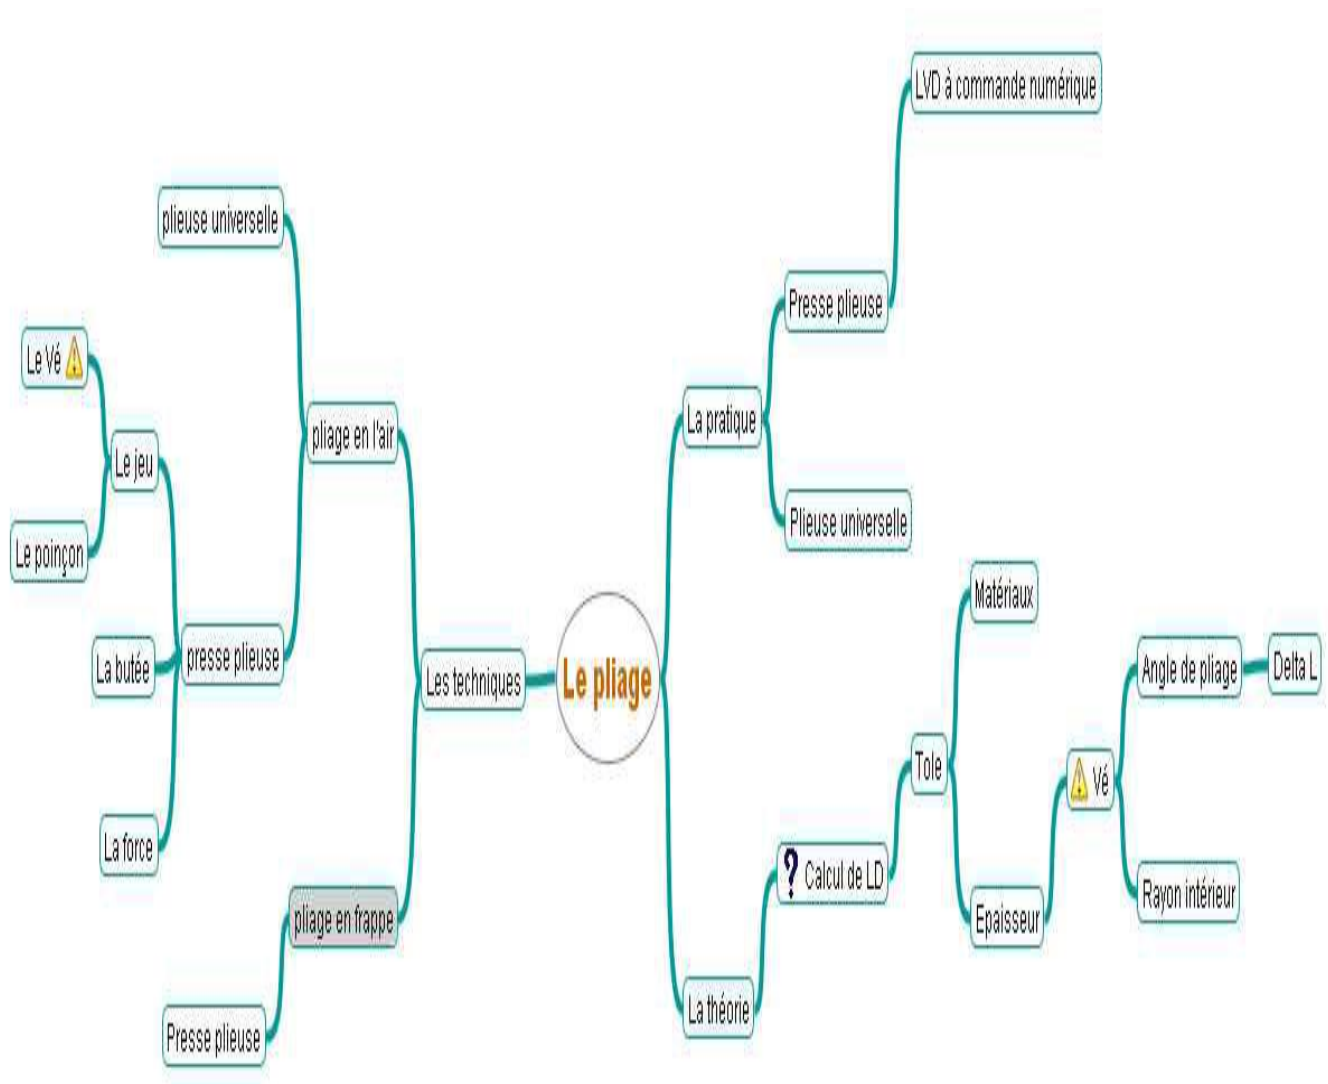 LVD à commande numérique
plieuse universelle
Presse plieuse
Le Vé
pliage en l'air
La pratique
Le jeu
Plieuse universelle
Le poinçon
Matériaux
presse plieuse
La butée
Les techniques
Le pliage
Angle de pliage
Delta L
Tole
Vé
La force
Calcul de LD
Rayon intérieur
pliage en frappe
Epaisseur
La théorie
Presse plieuse